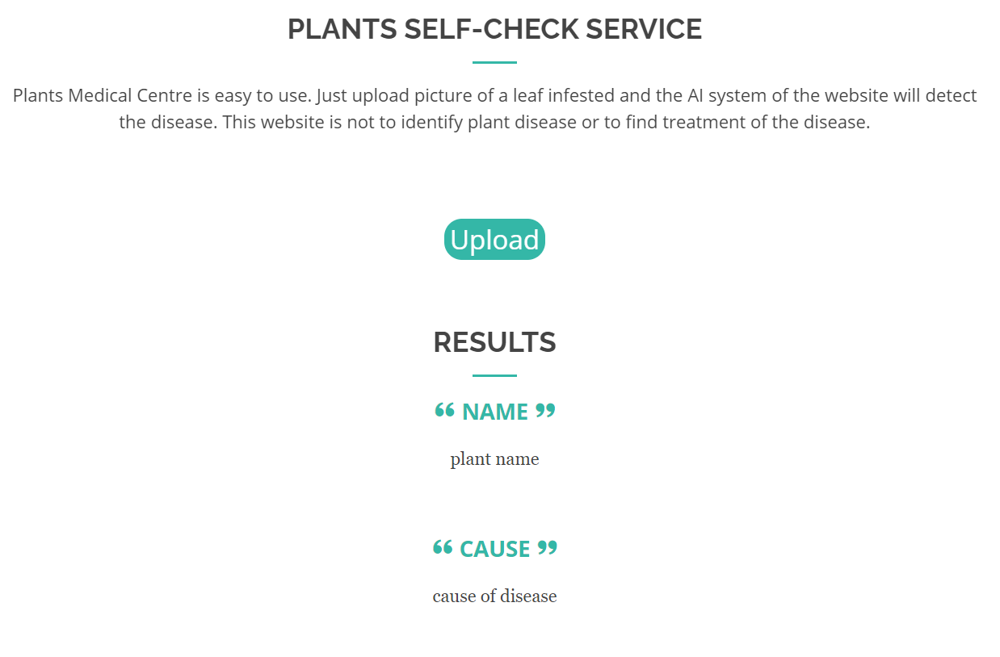 PLANTS SELF-CHECK SERVICE
Plants Medical Centre is easy to use. Just upload picture of a leaf infested and the AI system of the website will detect
the disease. This website is not to identify plant disease or to find treatment of the disease.
Upload
RESULTS
“ NAME ”
plant name
“ CAUSE ”
cause of disease